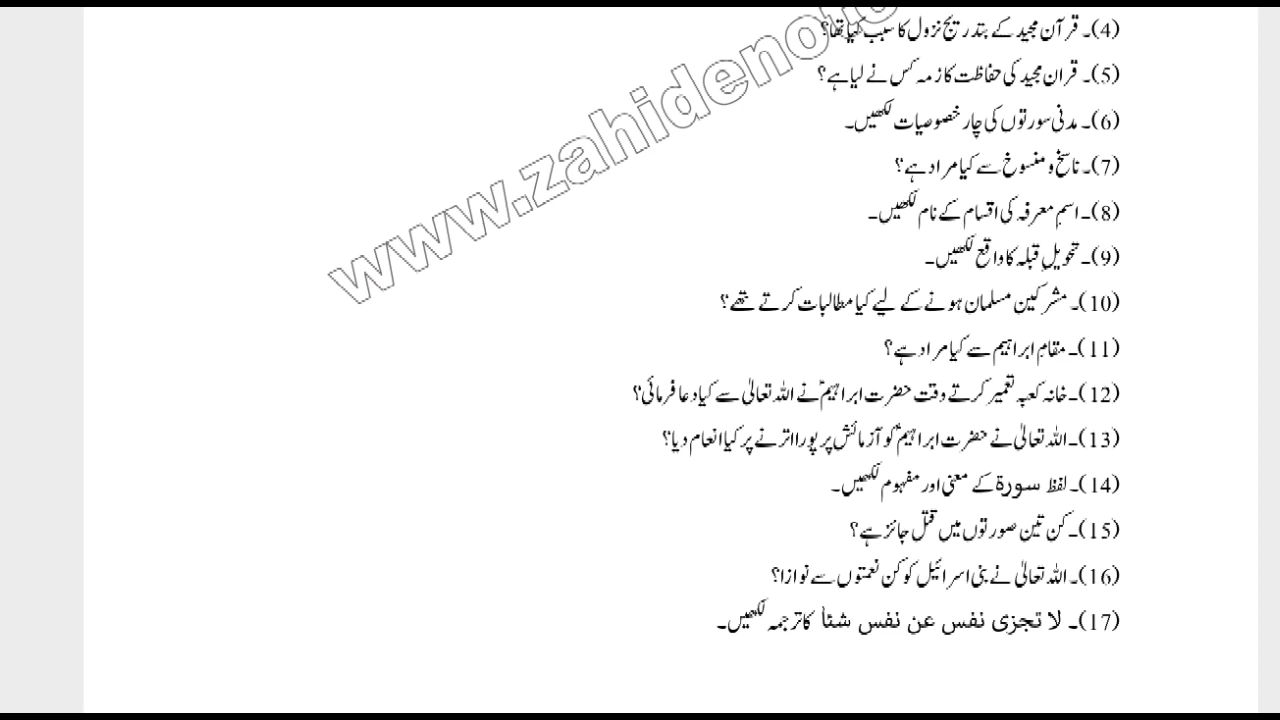 (4)۔ قرآن مجید کے بتدریج نزول کا سبب کیا تھا؟
(5)۔ قران مجید کی حفاظت کا زمہ کس نے لیا ہے؟
(6)۔ مدنی سورتوں کی چار خصوصیات لکھیں۔
(7)۔ ناسخ و منسوخ سے کیا مراد ہے؟
(8)۔ اسمِ معرفہ کی اقسام کے نام لکھیں۔
(9)۔ تحویلِ قبلہ کا واقع لکھیں۔
(10)۔ مشرکین مسلمان ہونے کے لیے کیا مطالبات کرتے تھے؟
(11)۔ مقامِ ابراہیم سے کیا مراد ہے؟
(12)۔ خانہ کعبہ تعمیر کرتے وقت حضرت ابراہیمؑ نے اللہ تعالیٰ سے کیا دعا فرمائی؟
(13)۔ اللہ تعالیٰ نے حضرت ابراہیمؑ کو آزمائش پر پورا اترنے پر کیا انعام دیا؟
(14)۔ لفظ سورة کے معنی اور مفہوم لکھیں۔
(15)۔ کن تین صورتوں میں قتل جائز ہے؟
(16)۔ اللہ تعالیٰ نے بنی اسرائیل کو کن نعمتوں سے نوازا؟
(17)۔ لا تجزی نفس عن نفس شئا کا ترجمہ لکھیں۔
www.zahideno